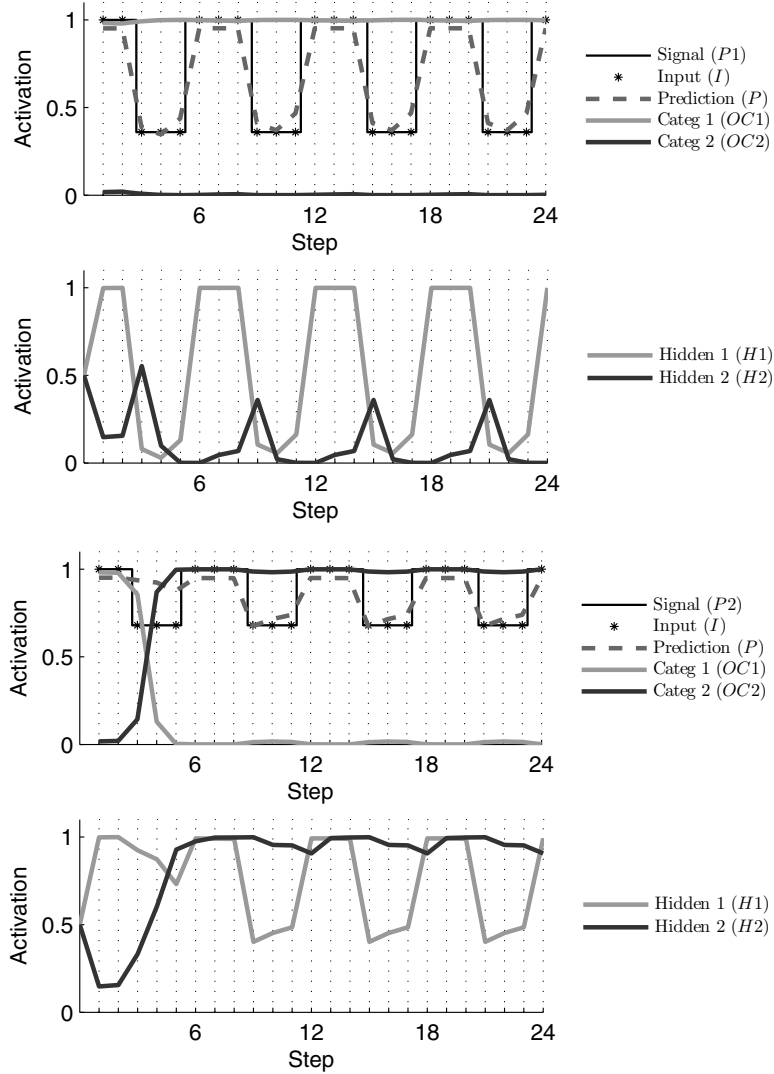 1
0.5
0
Activation
6
12
18
24
Step
Signal (P1)
Input (I)
Prediction (P)
Categ 1 (OC1)
Categ 2 (OC2)
1
0.5
0
Activation
6
12
18
24
Step
Hidden 1 (H1)
Hidden 2 (H2)
1
0.5
0
Activation
6
12
18
24
Step
Signal (P2)
Input (I)
Prediction (P)
Categ 1 (OC1)
Categ 2 (OC2)
1
0.5
0
Activation
6
12
18
24
Step
Hidden 1 (H1)
Hidden 2 (H2)